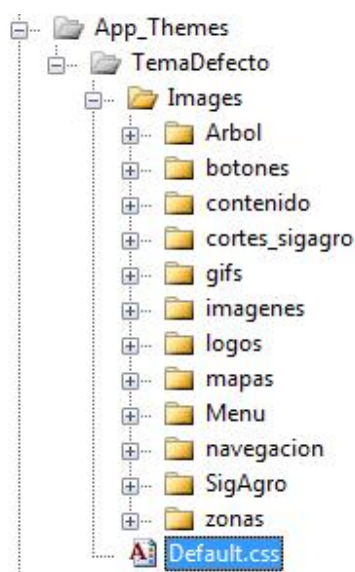 App_Themes
TemaDefecto
Images
Arbol
botones
contenido
cortes_sigagro
gifs
imagenes
logos
mapas
Menu
navegacion
SigAgro
zonas
Default.css